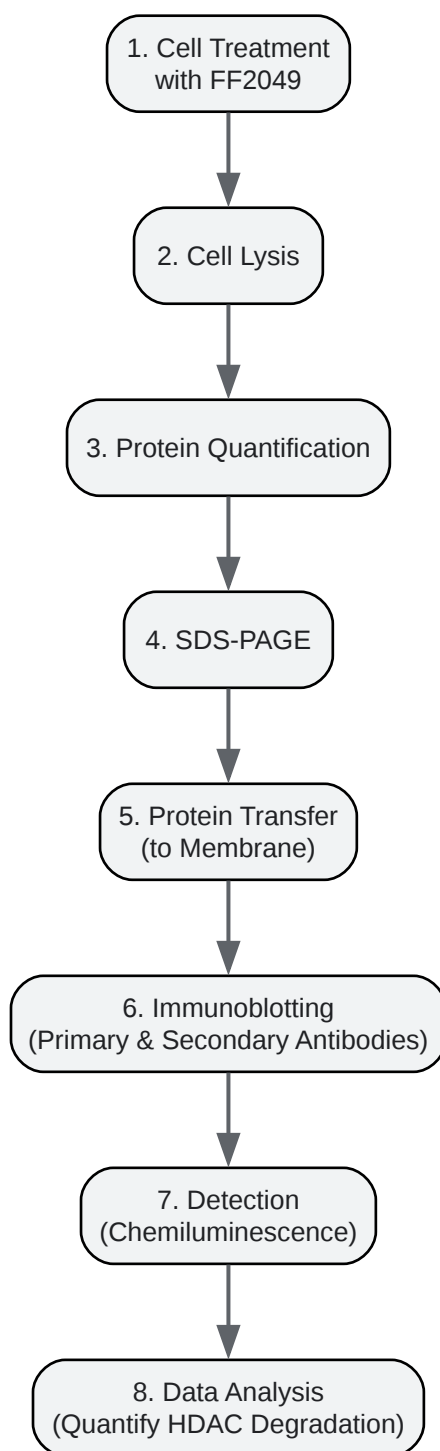 1. Cell Treatment
with FF2049
2. Cell Lysis
3. Protein Quantification
4. SDS-PAGE
5. Protein Transfer
(to Membrane)
6. Immunoblotting
(Primary & Secondary Antibodies)
7. Detection
(Chemiluminescence)
8. Data Analysis
(Quantify HDAC Degradation)